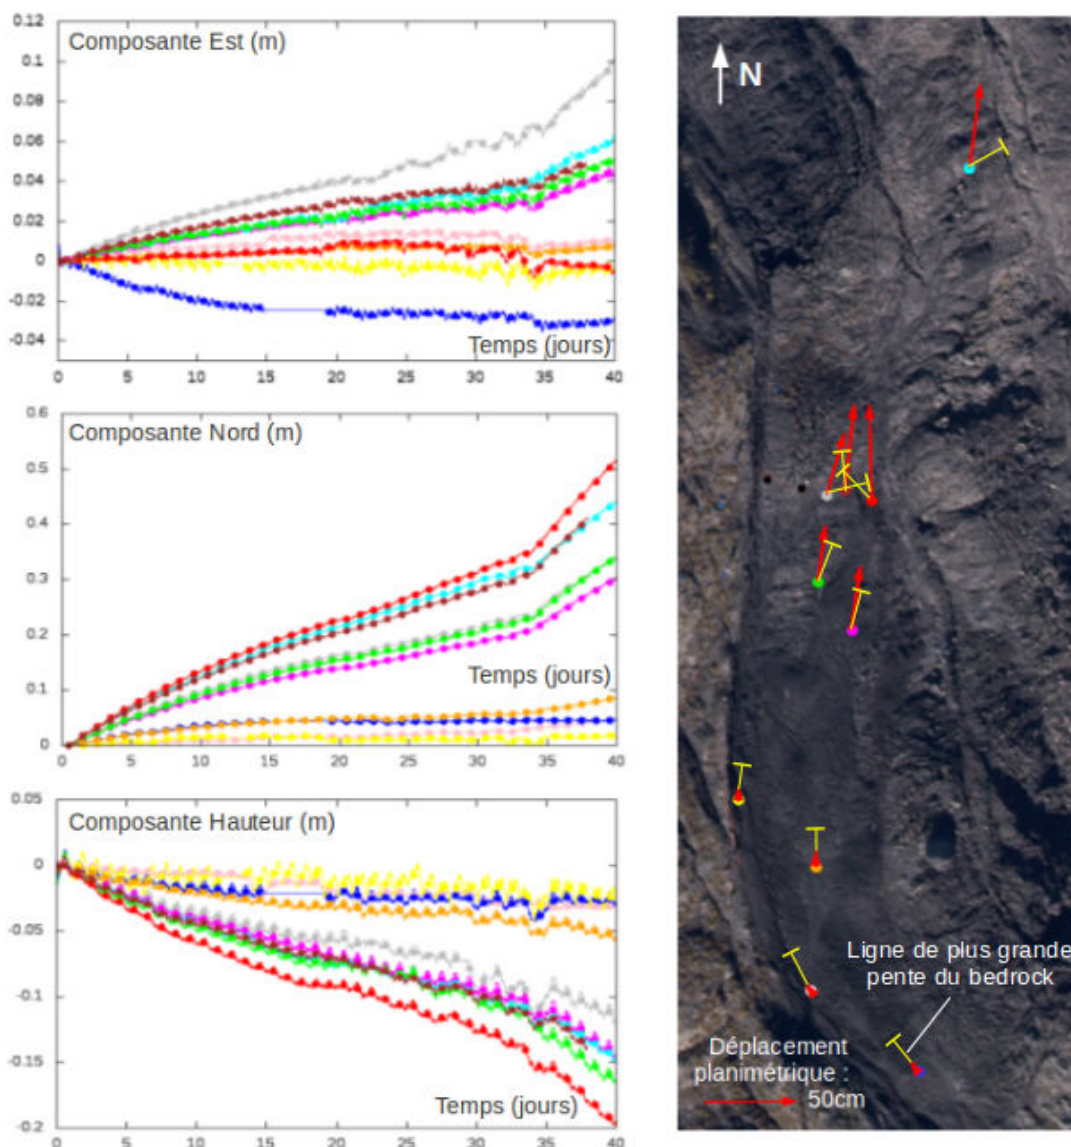 0.12
Composante Est (m)
0.1
0.08
0.06
0.04
0.02
0
-0.02
-0.04
Temps (jours)
0 5 10 15 20 25 30 35 40
0.6
Composante Nord (m)
0.5
0.4
0.3
0.2
Temps (jours)
0.1
0
0 5 10 15 20 25 30 35 40
0.05
Composante Hauteur (m)
0
-0.05
-0.1
-0.15
Temps (jours)
-0.2
0 5 10 15 20 25 30 35 40
N
Ligne de plus grande
pente du bedrock
Déplacement
planimétrique :
50cm